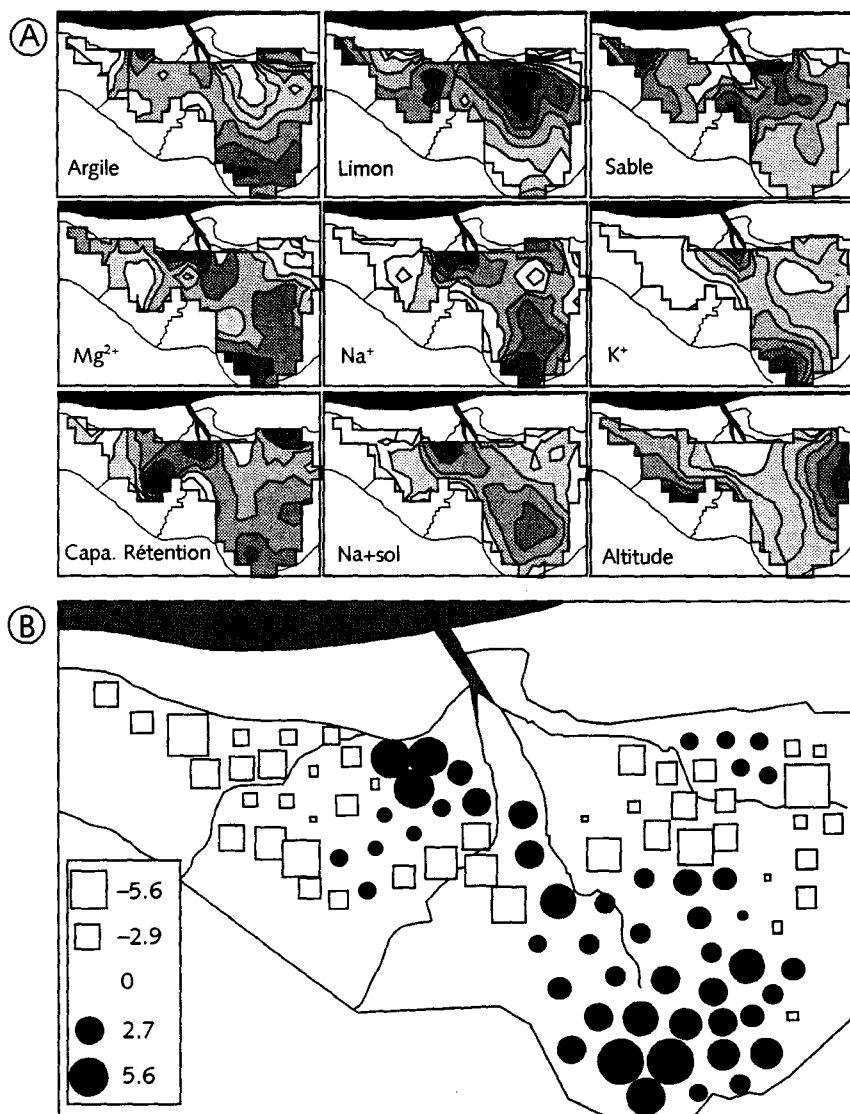 A
Argile
Limon
Sable
Mg²⁺
Na⁺
K⁺
Capa. Rétention
Na+sol
Altitude
B
−5.6
−2.9
0
2.7
5.6